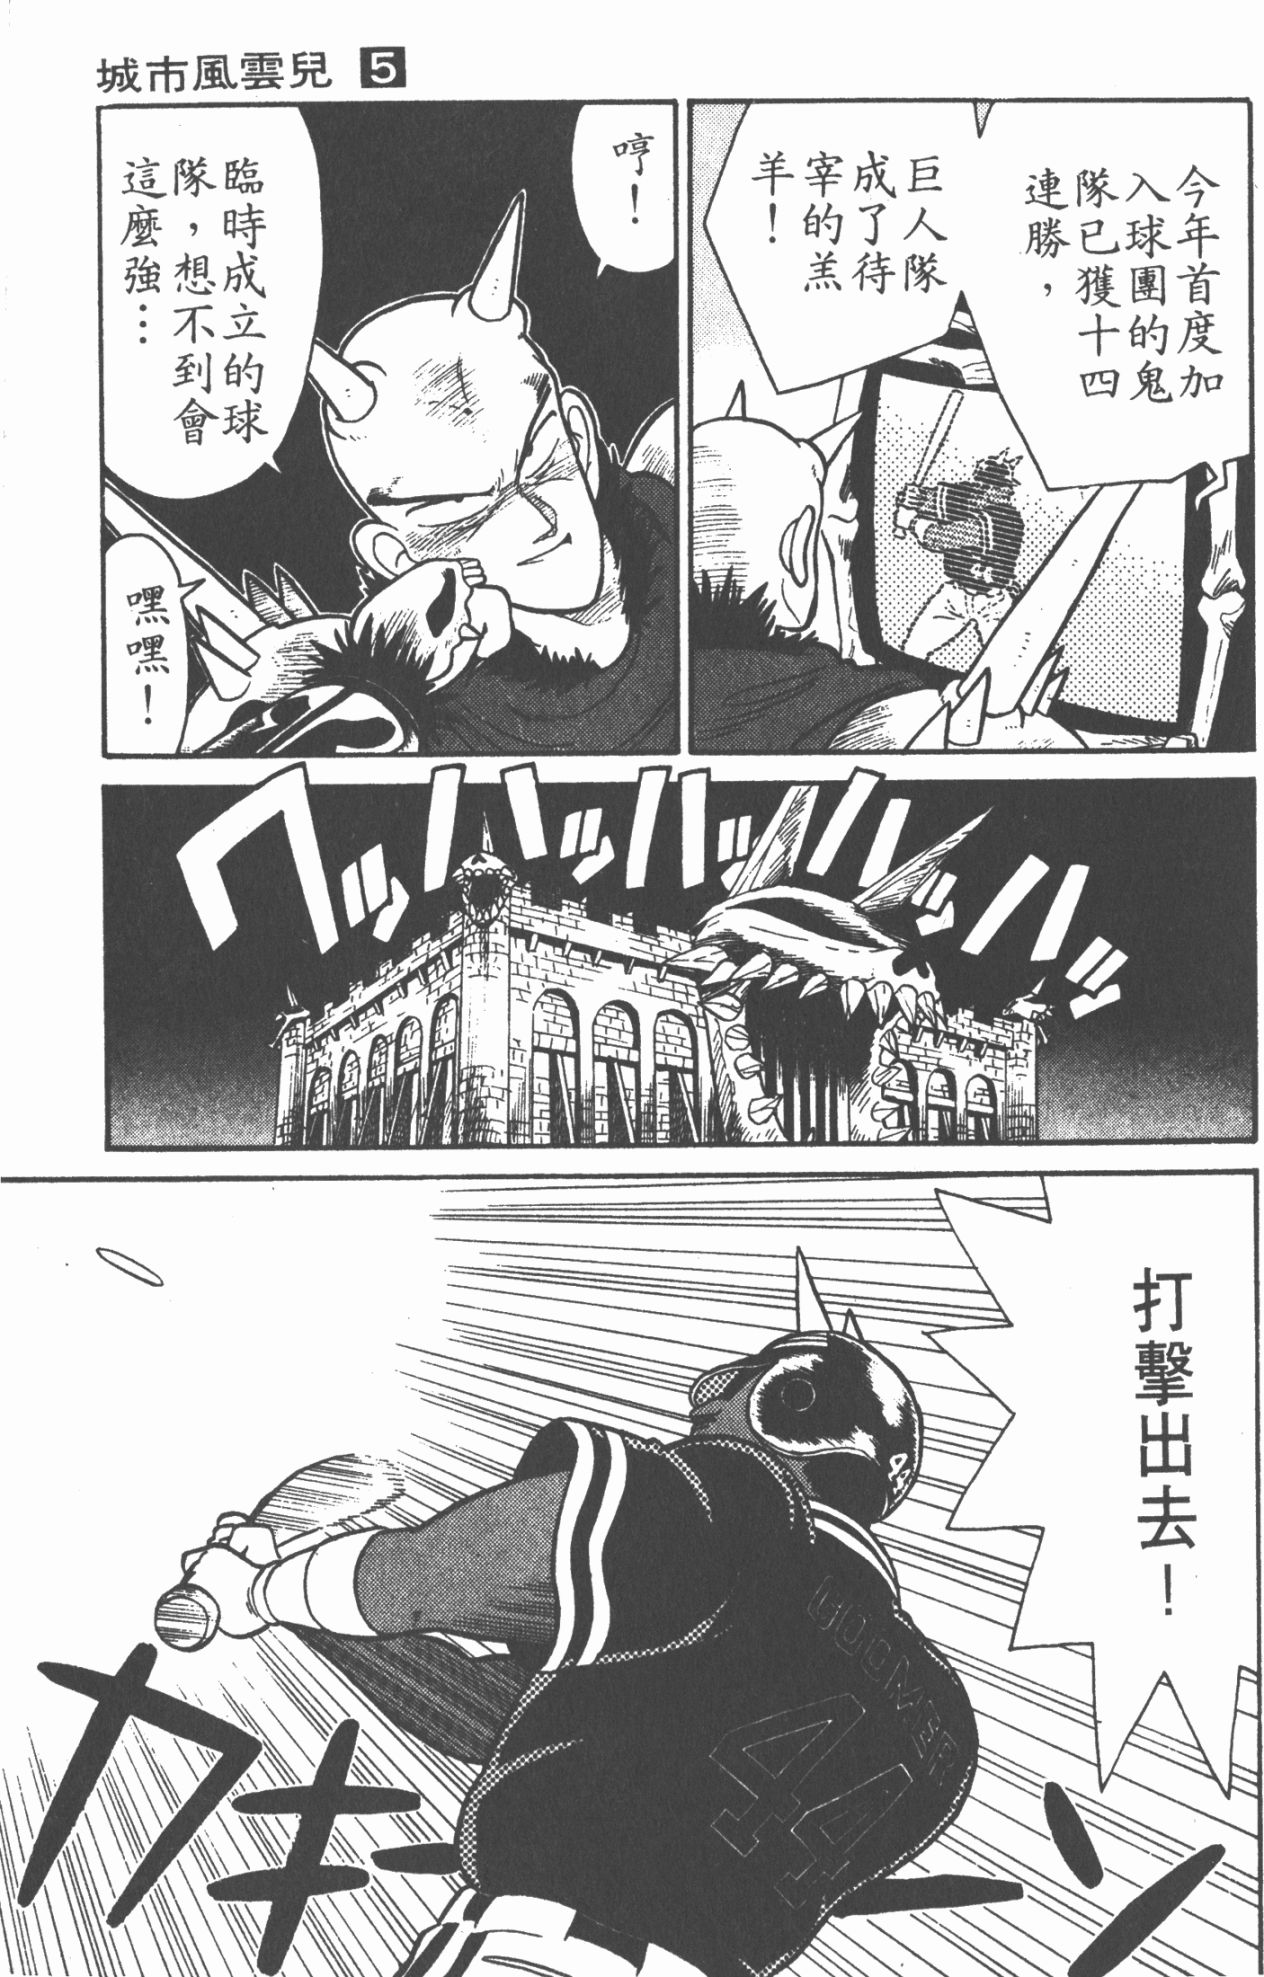 城市風雲兒 5
今年首度加
入球團的鬼
隊已獲十四
連勝，
巨人隊
成了待
宰的羔
羊！
哼！
臨時成立的球
隊，想不到會
這麼強…
嘿嘿！
ワッハッハッハッハッ
打擊出去！
GOOMER
44
44
カキーン